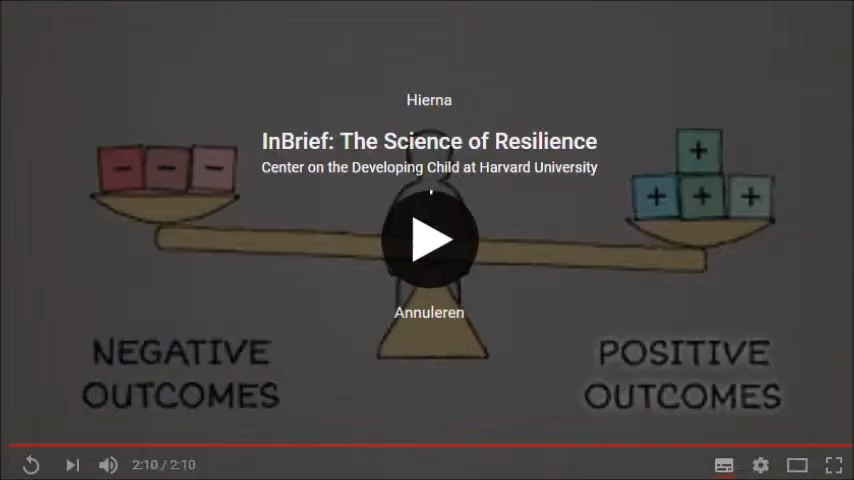 Hierna
InBrief: The Science of Resilience
Center on the Developing Child at Harvard University
Annuleren
NEGATIVE
OUTCOMES
POSITIVE
OUTCOMES
2:10 / 2:10